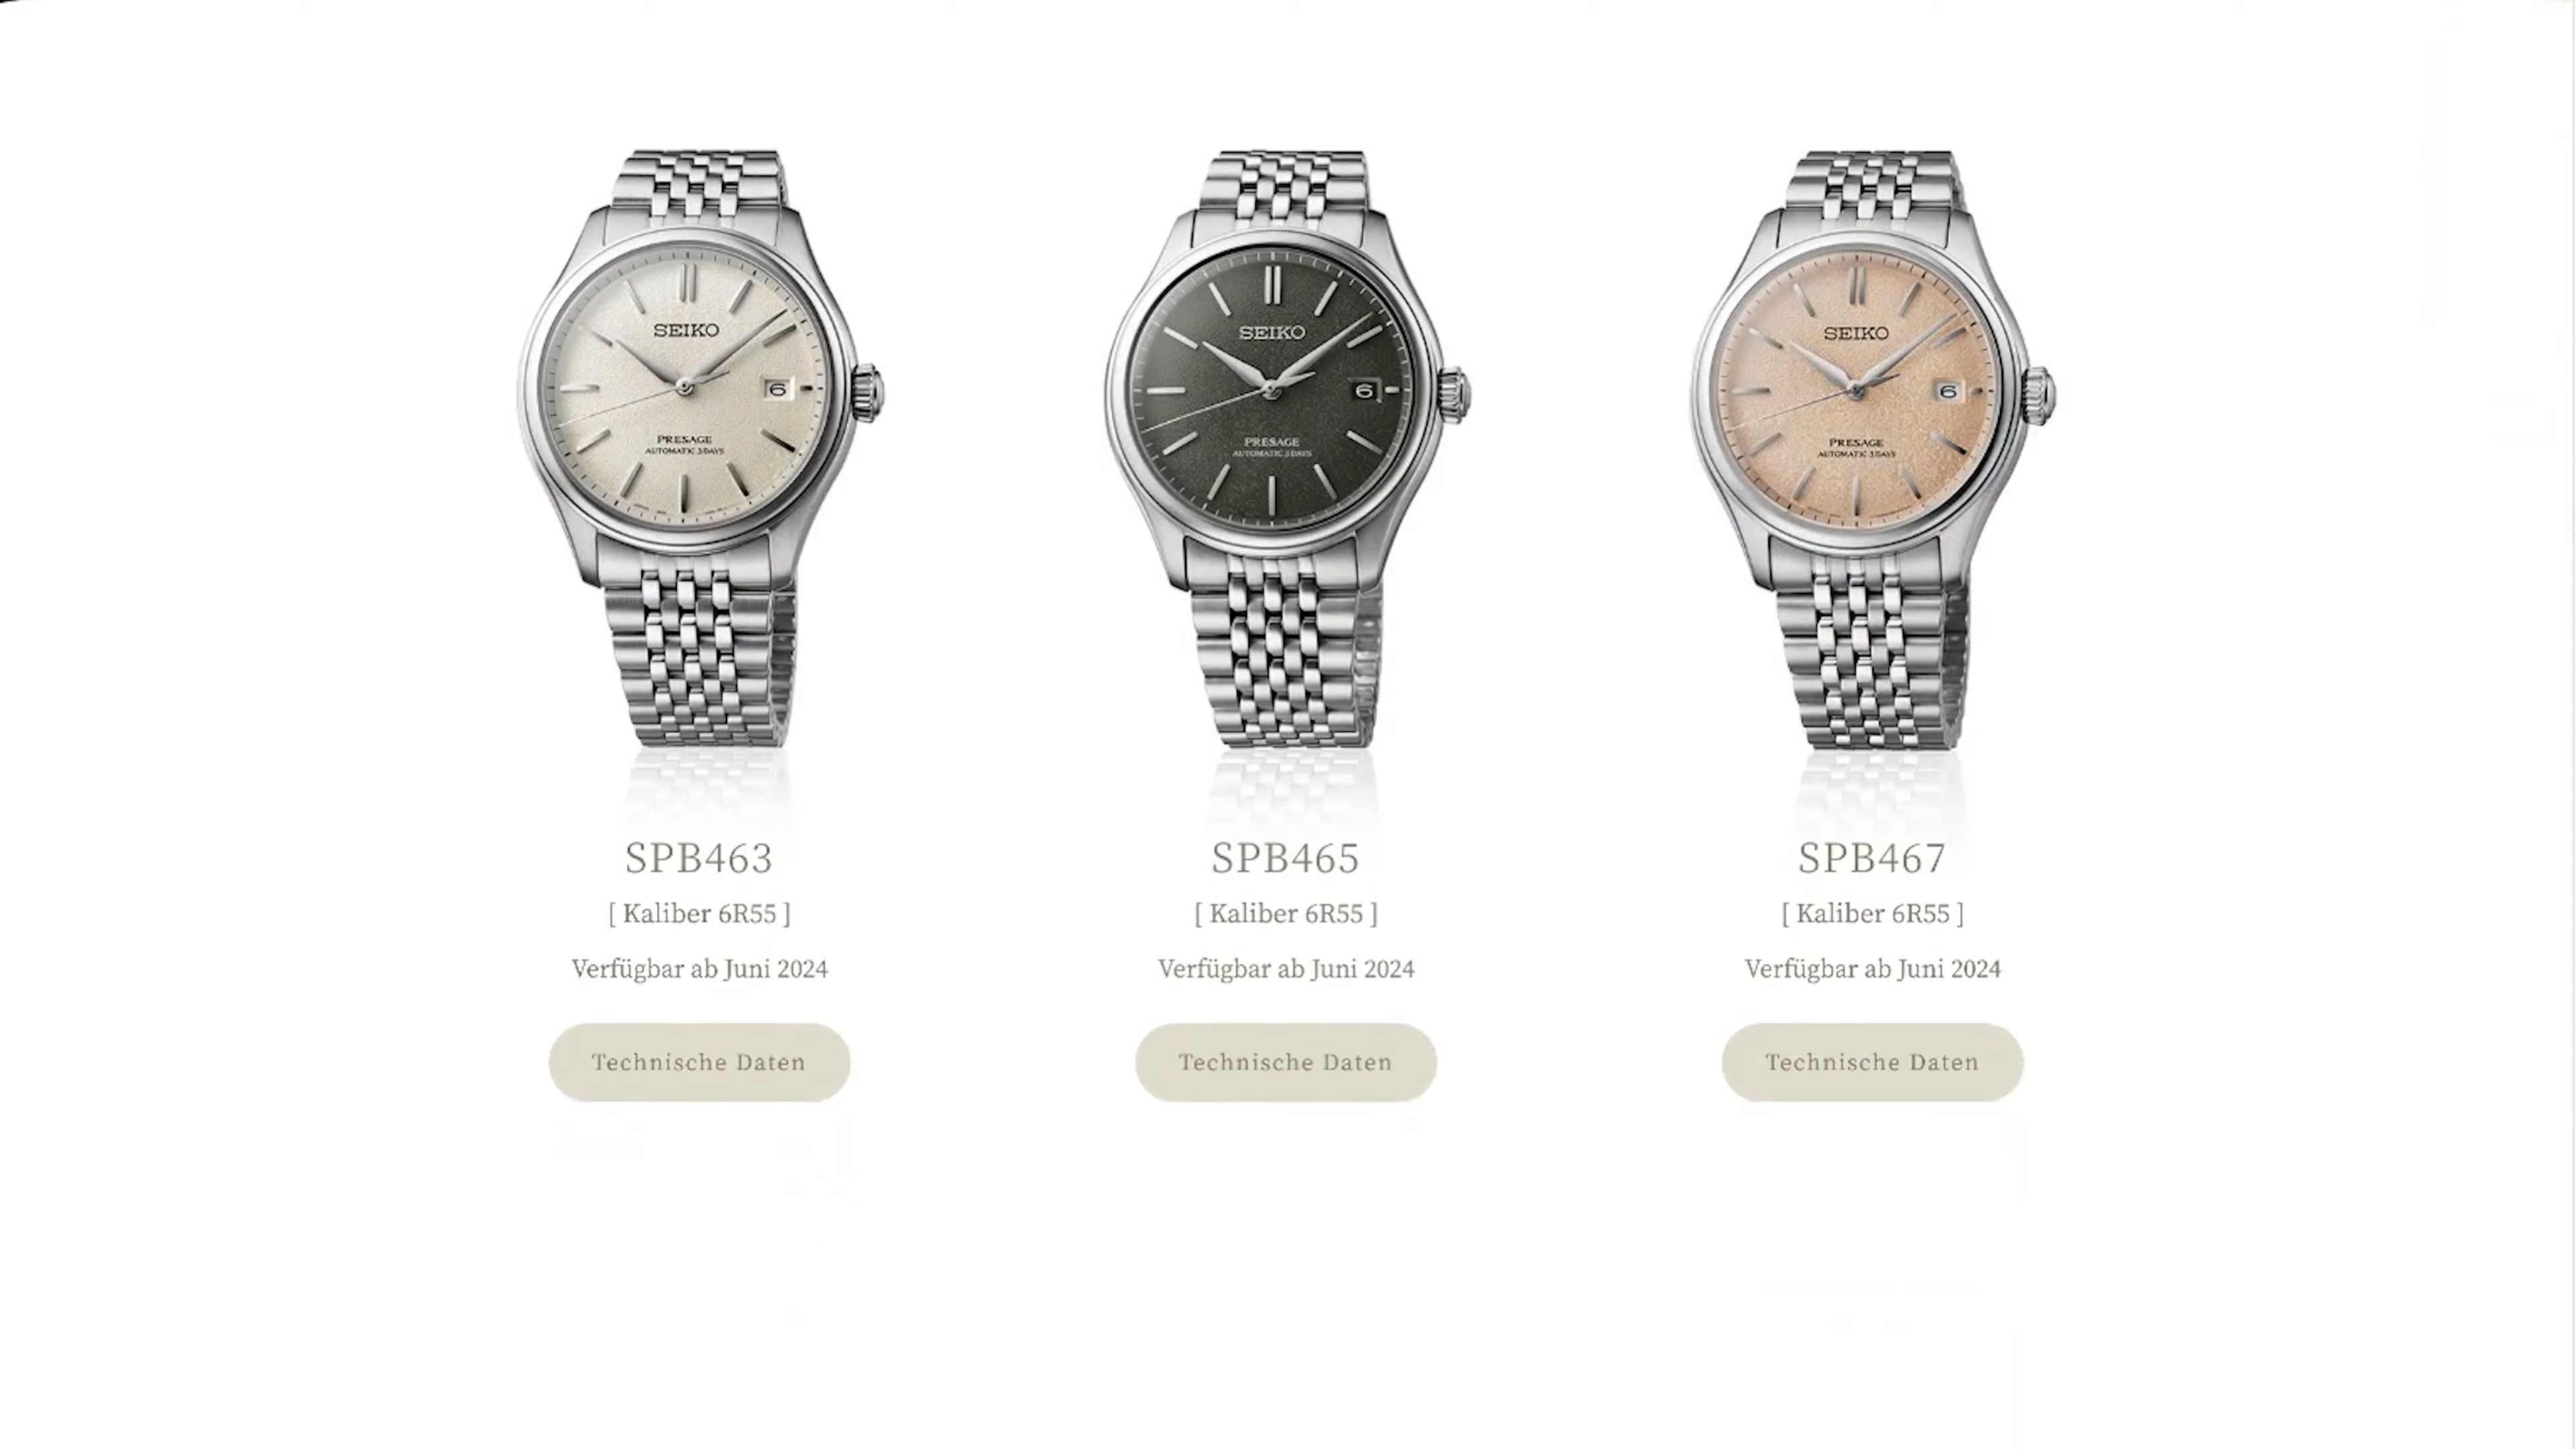 SEIKO
6
PRESAGE
AUTOMATIC 3 DAYS
SPB463
[ Kaliber 6R55 ]
Verfügbar ab Juni 2024
Technische Daten
SEIKO
6
PRESAGE
AUTOMATIC 3 DAYS
SPB465
[ Kaliber 6R55 ]
Verfügbar ab Juni 2024
Technische Daten
SEIKO
6
PRESAGE
AUTOMATIC 3 DAYS
SPB467
[ Kaliber 6R55 ]
Verfügbar ab Juni 2024
Technische Daten